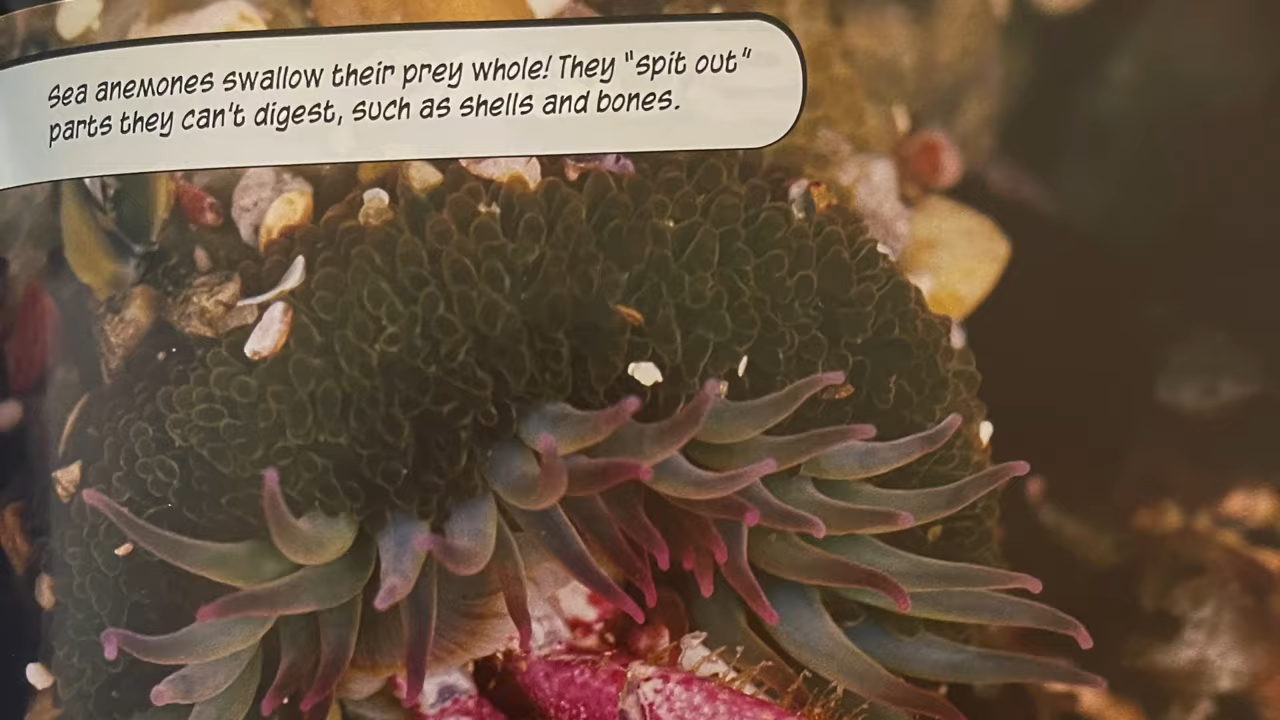 Sea anemones swallow their prey whole! They "spit out"
parts they can't digest, such as shells and bones.